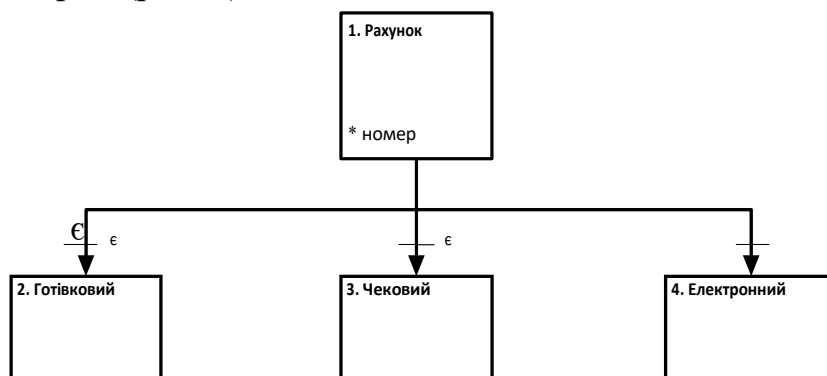 1. Рахунок
* номер
Є є є
2. Готівковий 3. Чековий 4. Електронний